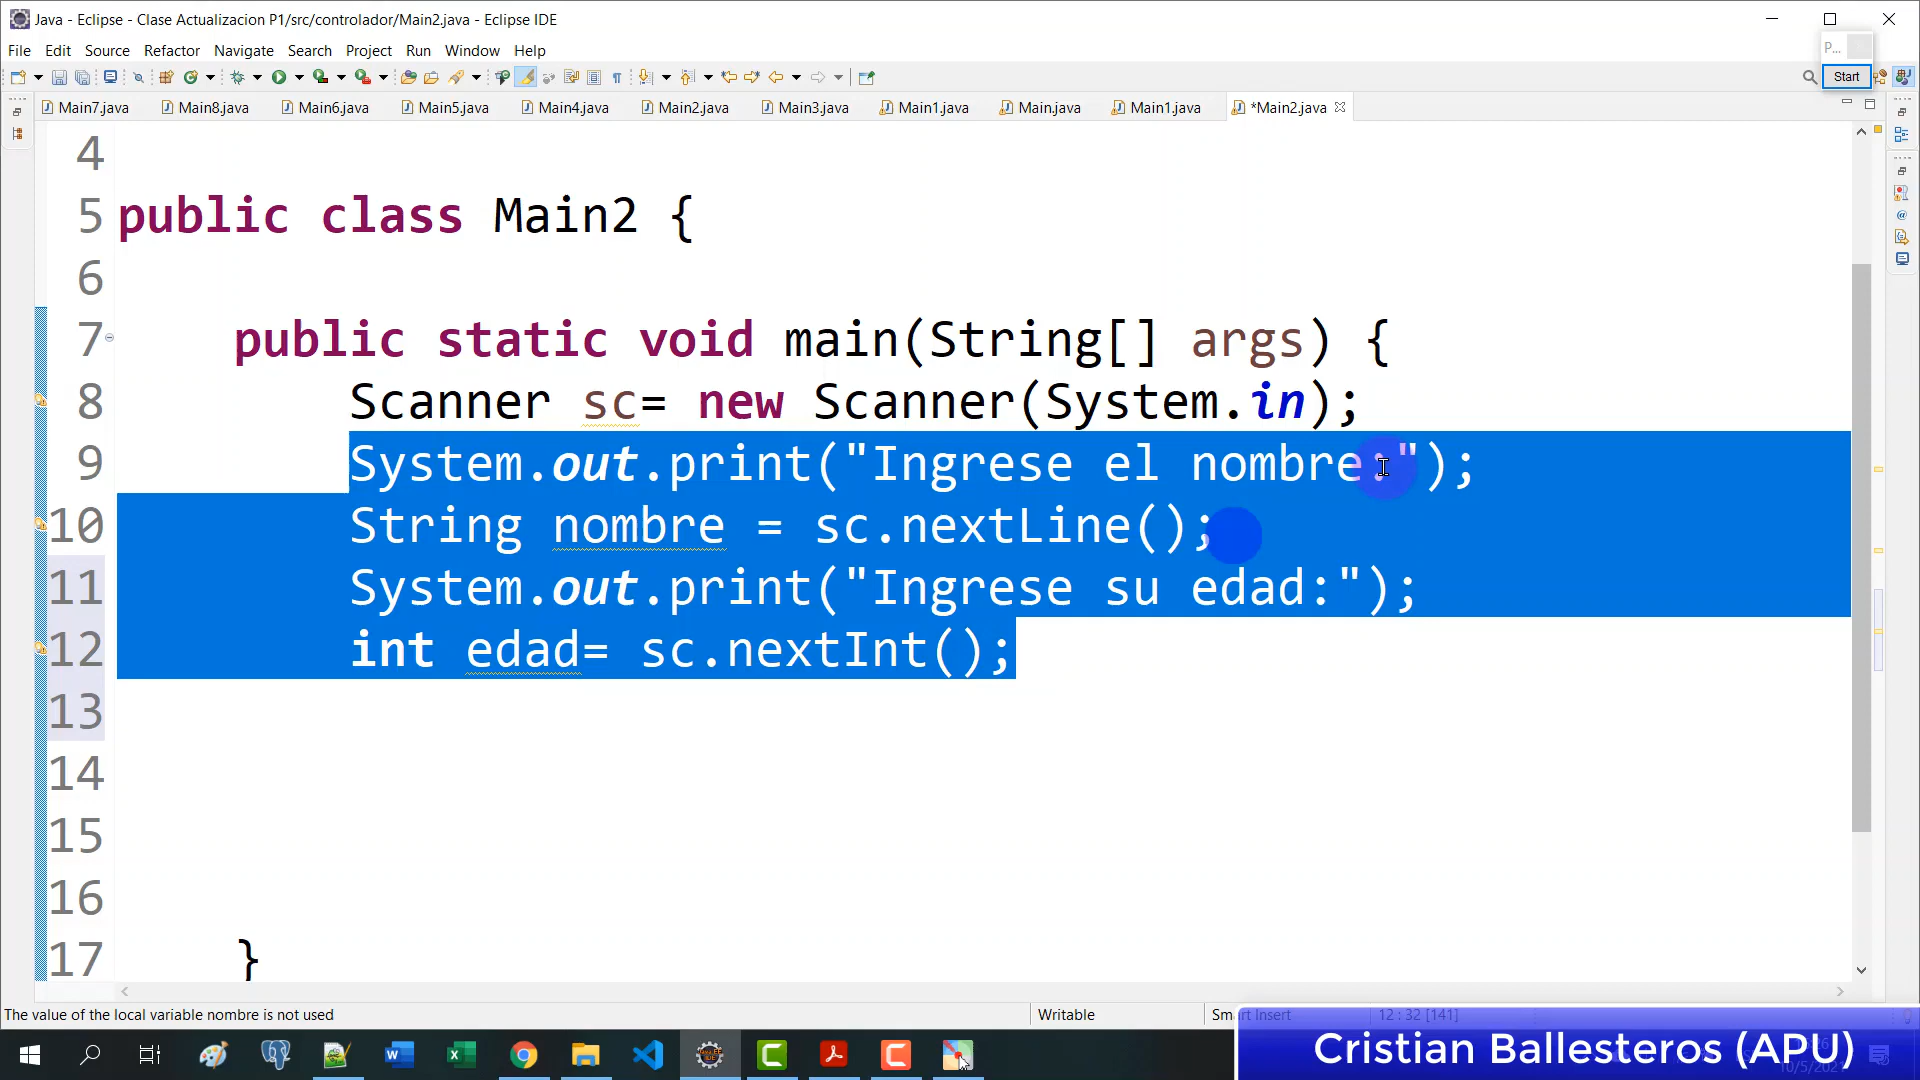 Java - Eclipse - Clase Actualizacion P1/src/controlador/Main2.java - Eclipse IDE
File Edit Source Refactor Navigate Search Project Run Window Help
P...
Start
Main7.java Main8.java Main6.java Main5.java Main4.java Main2.java Main3.java Main1.java Main.java Main1.java *Main2.java
4
5 public class Main2 {
6
7 public static void main(String[] args) {
8 Scanner sc= new Scanner(System.in);
9 System.out.print("Ingrese el nombre:");
10 String nombre = sc.nextLine();
11 System.out.print("Ingrese su edad:");
12 int edad= sc.nextInt();
13
14
15
16
17 }
The value of the local variable nombre is not used Writable Smart Insert 12 : 32 [141]
Cristian Ballesteros (APU)